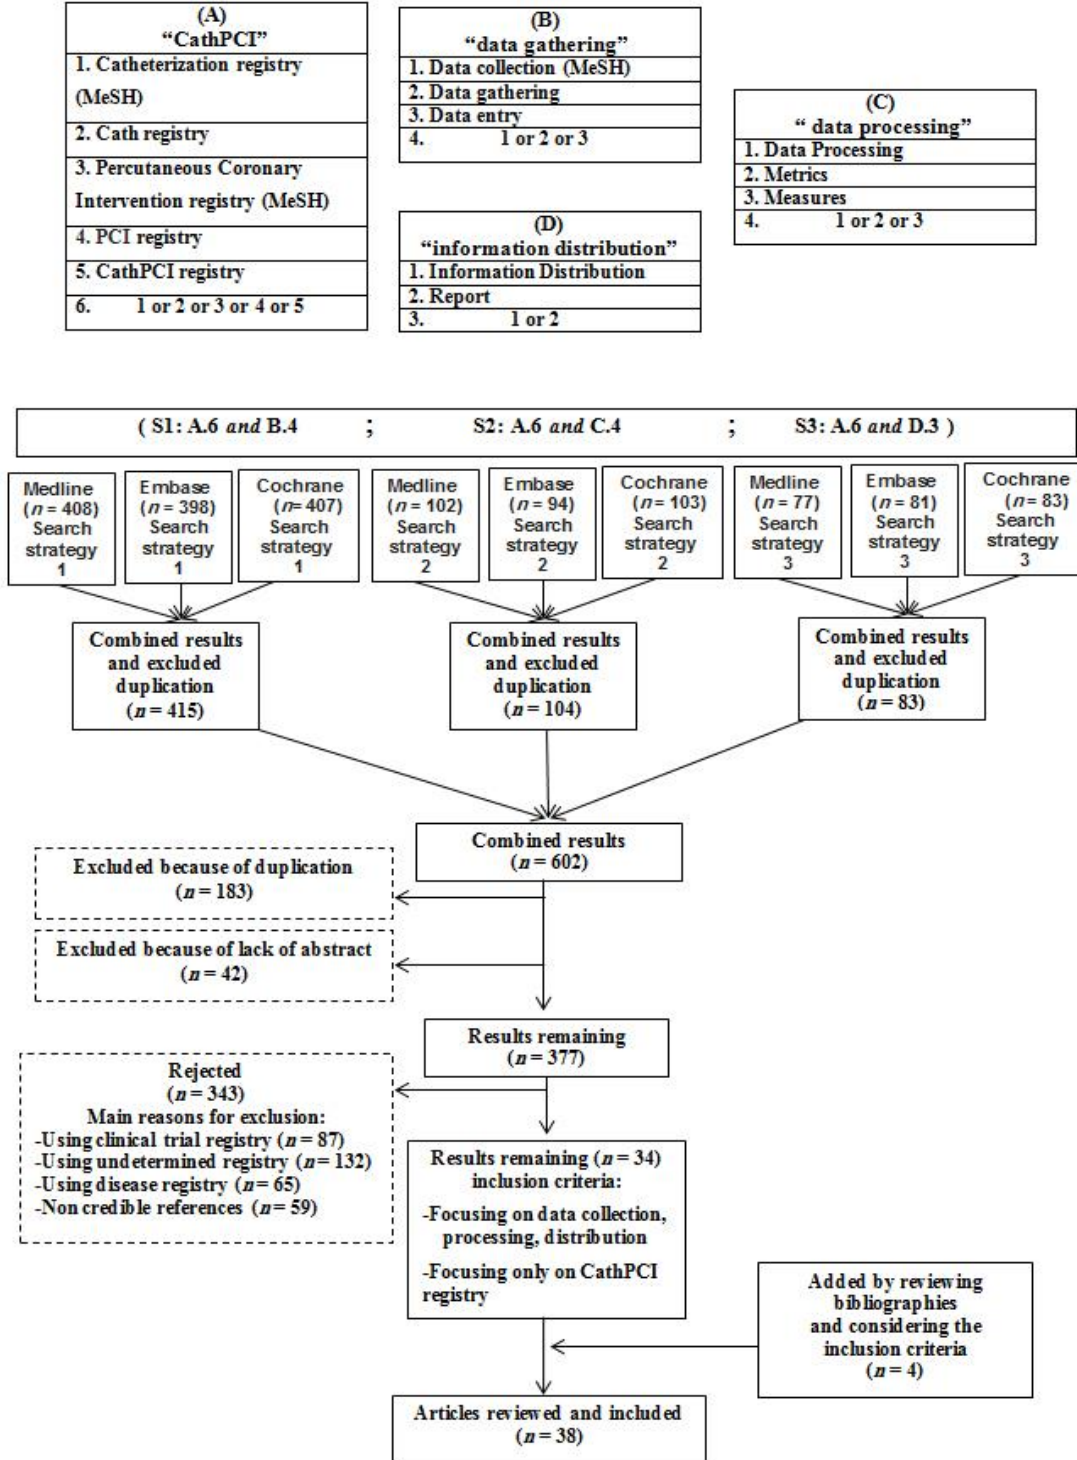 (A)
“CathPCI”
1. Catheterization registry
(MeSH)
2. Cath registry
3. Percutaneous Coronary
Intervention registry (MeSH)
4. PCI registry
5. CathPCI registry
6. 1 or 2 or 3 or 4 or 5
(B)
“data gathering”
1. Data collection (MeSH)
2. Data gathering
3. Data entry
4. 1 or 2 or 3
(C)
“ data processing”
1. Data Processing
2. Metrics
3. Measures
4. 1 or 2 or 3
(D)
“information distribution”
1. Information Distribution
2. Report
3. 1 or 2
( S1: A.6 and B.4 ; S2: A.6 and C.4 ; S3: A.6 and D.3 )
Medline
(n = 408)
Search
strategy
1
Embase
(n = 398)
Search
strategy
1
Cochrane
(n= 407)
Search
strategy
1
Medline
(n = 102)
Search
strategy
2
Embase
(n = 94)
Search
strategy
2
Cochrane
(n = 103)
Search
strategy
2
Medline
(n = 77)
Search
strategy
3
Embase
(n = 81)
Search
strategy
3
Cochrane
(n = 83)
Search
strategy
3
Combined results
and excluded
duplication
(n = 415)
Combined results
and excluded
duplication
(n = 104)
Combined results
and excluded
duplication
(n = 83)
Combined results
(n = 602)
Excluded because of duplication
(n = 183)
Excluded because of lack of abstract
(n = 42)
Results remaining
(n = 377)
Rejected
(n = 343)
Main reasons for exclusion:
-Using clinical trial registry (n = 87)
-Using undetermined registry (n = 132)
-Using disease registry (n = 65)
-Non credible references (n = 59)
Results remaining (n = 34)
inclusion criteria:
-Focusing on data collection,
processing, distribution
-Focusing only on CathPCI
registry
Added by reviewing
bibliographies
and considering the
inclusion criteria
(n = 4)
Articles reviewed and included
(n = 38)